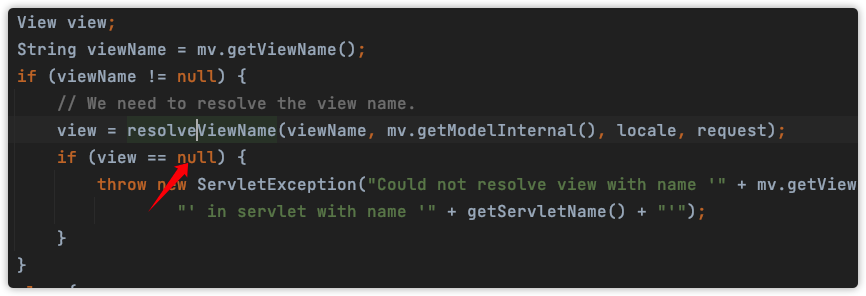 View view;
String viewName = mv.getViewName();
if (viewName != null) {
// We need to resolve the view name.
view = resolveViewName(viewName, mv.getModelInternal(), locale, request);
if (view == null) {
throw new ServletException("Could not resolve view with name '" + mv.getView
"' in servlet with name '" + getServletName() + "'");
}
}